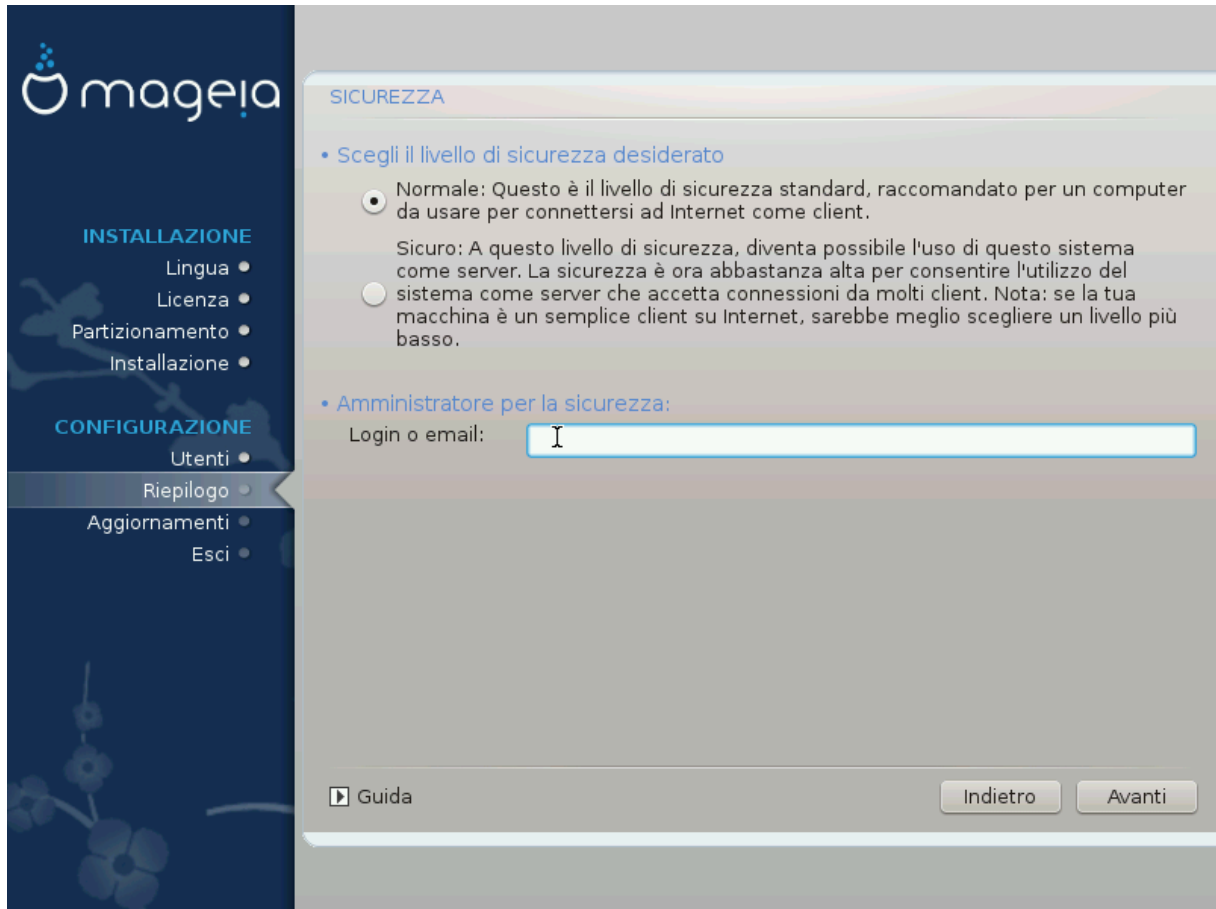 mageia
INSTALLAZIONE
Lingua
Licenza
Partizionamento
Installazione
CONFIGURAZIONE
Utenti
Riepilogo
Aggiornamenti
Esci
SICUREZZA
• Scegli il livello di sicurezza desiderato
Normale: Questo è il livello di sicurezza standard, raccomandato per un computer
da usare per connettersi ad Internet come client.
Sicuro: A questo livello di sicurezza, diventa possibile l'uso di questo sistema
come server. La sicurezza è ora abbastanza alta per consentire l'utilizzo del
sistema come server che accetta connessioni da molti client. Nota: se la tua
macchina è un semplice client su Internet, sarebbe meglio scegliere un livello più
basso.
• Amministratore per la sicurezza:
Login o email:
Guida
Indietro
Avanti